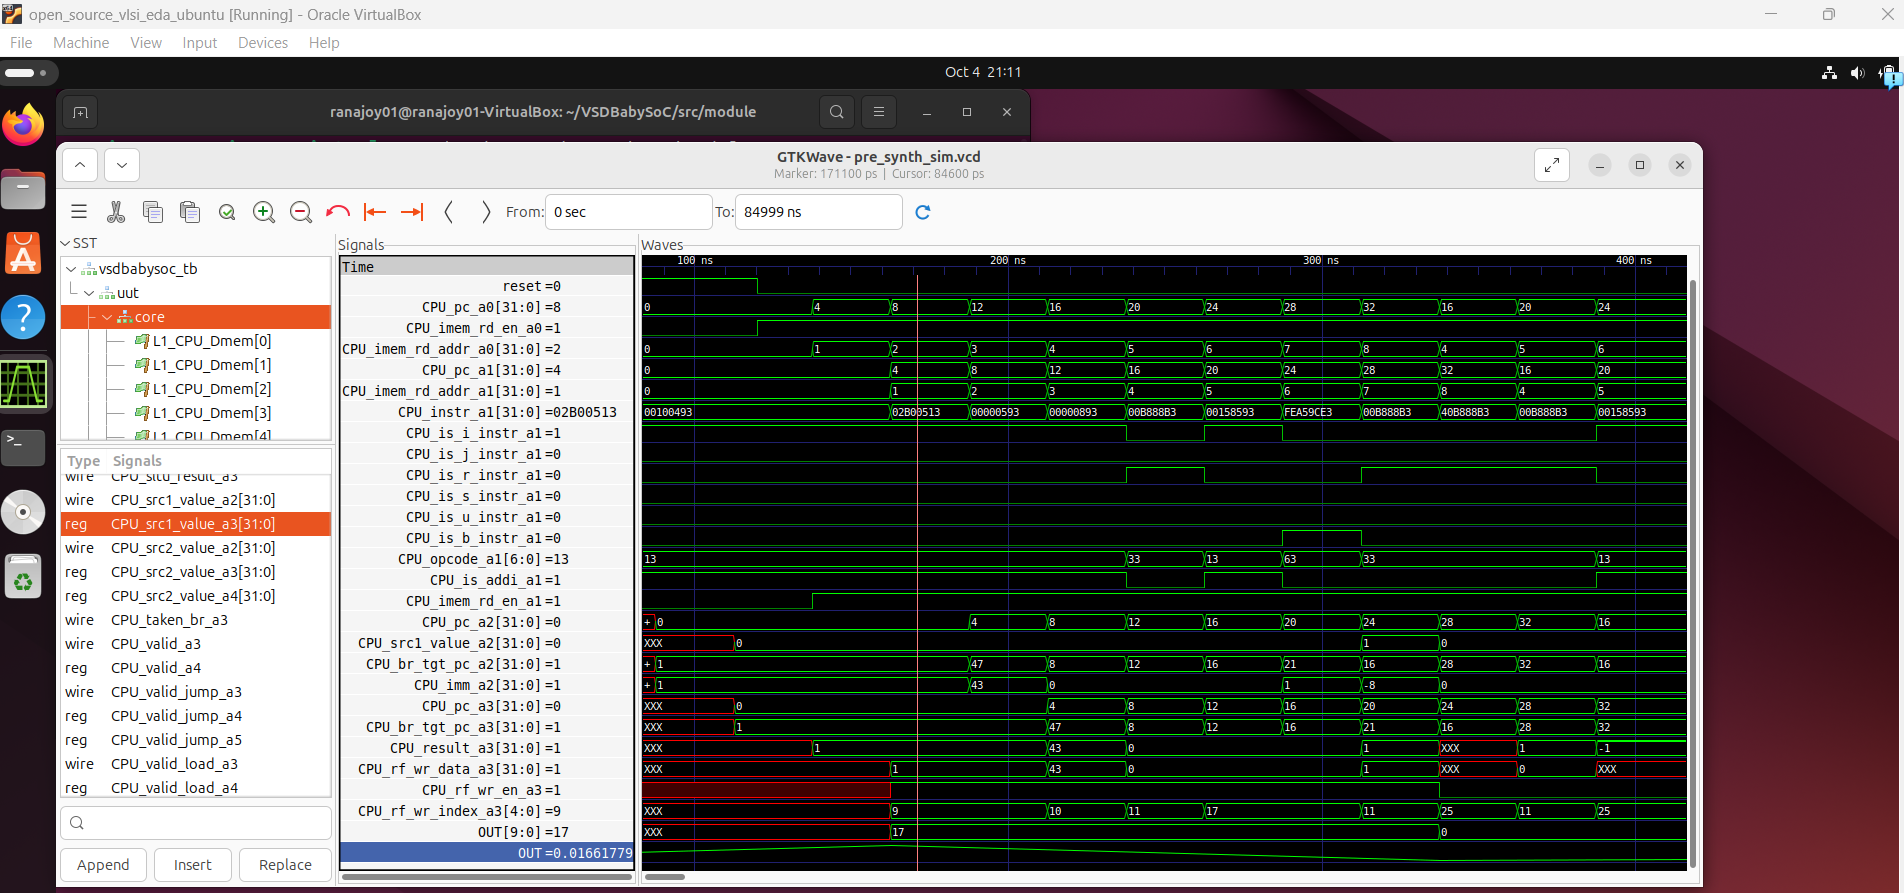 open_source_vlsi_eda_ubuntu [Running] - Oracle VirtualBox
File Machine View Input Devices Help
Oct 4 21:11
ranajoy01@ranajoy01-VirtualBox: ~/VSDBabySoC/src/module
GTKWave - pre_synth_sim.vcd
Marker: 171100 ps | Cursor: 84600 ps
From: 0 sec To: 84999 ns
SST
vsdbabysoc_tb
uut
core
L1_CPU_Dmem[0]
L1_CPU_Dmem[1]
L1_CPU_Dmem[2]
L1_CPU_Dmem[3]
L1_CPU_Dmem[4]
Type Signals
wire CPU_sltu_result_a3
wire CPU_src1_value_a2[31:0]
reg CPU_src1_value_a3[31:0]
wire CPU_src2_value_a2[31:0]
reg CPU_src2_value_a3[31:0]
reg CPU_src2_value_a4[31:0]
wire CPU_taken_br_a3
wire CPU_valid_a3
reg CPU_valid_a4
wire CPU_valid_jump_a3
reg CPU_valid_jump_a4
reg CPU_valid_jump_a5
wire CPU_valid_load_a3
reg CPU_valid_load_a4
Append Insert Replace
Signals
Time
reset=0
CPU_pc_a0[31:0]=8
CPU_imem_rd_en_a0=1
CPU_imem_rd_addr_a0[31:0]=2
CPU_pc_a1[31:0]=4
CPU_imem_rd_addr_a1[31:0]=1
CPU_instr_a1[31:0]=02B00513
CPU_is_i_instr_a1=1
CPU_is_j_instr_a1=0
CPU_is_r_instr_a1=0
CPU_is_s_instr_a1=0
CPU_is_u_instr_a1=0
CPU_is_b_instr_a1=0
CPU_opcode_a1[6:0]=13
CPU_is_addi_a1=1
CPU_imem_rd_en_a1=1
CPU_pc_a2[31:0]=0
CPU_src1_value_a2[31:0]=0
CPU_br_tgt_pc_a2[31:0]=1
CPU_imm_a2[31:0]=1
CPU_pc_a3[31:0]=0
CPU_br_tgt_pc_a3[31:0]=1
CPU_result_a3[31:0]=1
CPU_rf_wr_data_a3[31:0]=1
CPU_rf_wr_en_a3=1
CPU_rf_wr_index_a3[4:0]=9
OUT[9:0]=17
OUT=0.01661779
Waves
100 ns 200 ns 300 ns 400 ns
0 4 8 12 16 20 24 28 32 16 20 24
0 1 2 3 4 5 6 7 8 4 5 6
0 4 8 12 16 20 24 28 32 16 20
0 1 2 3 4 5 6 7 8 4 5
00100493 02B00513 00000593 00000893 00B888B3 00158593 FEA59CE3 00B888B3 40B888B3 00B888B3 00158593
13 33 13 63 33 13
+ 0 4 8 12 16 20 24 28 32 16
XXX 0 1 0
+ 1 47 8 12 16 21 16 28 32 16
+ 1 43 0 1 -8 0
XXX 0 4 8 12 16 20 24 28 32
XXX 1 47 8 12 16 21 16 28 32
XXX 1 43 0 1 XXX 1 -1
XXX 1 43 0 1 XXX 0 XXX
XXX 9 10 11 17 11 25 11 25
XXX 17 0